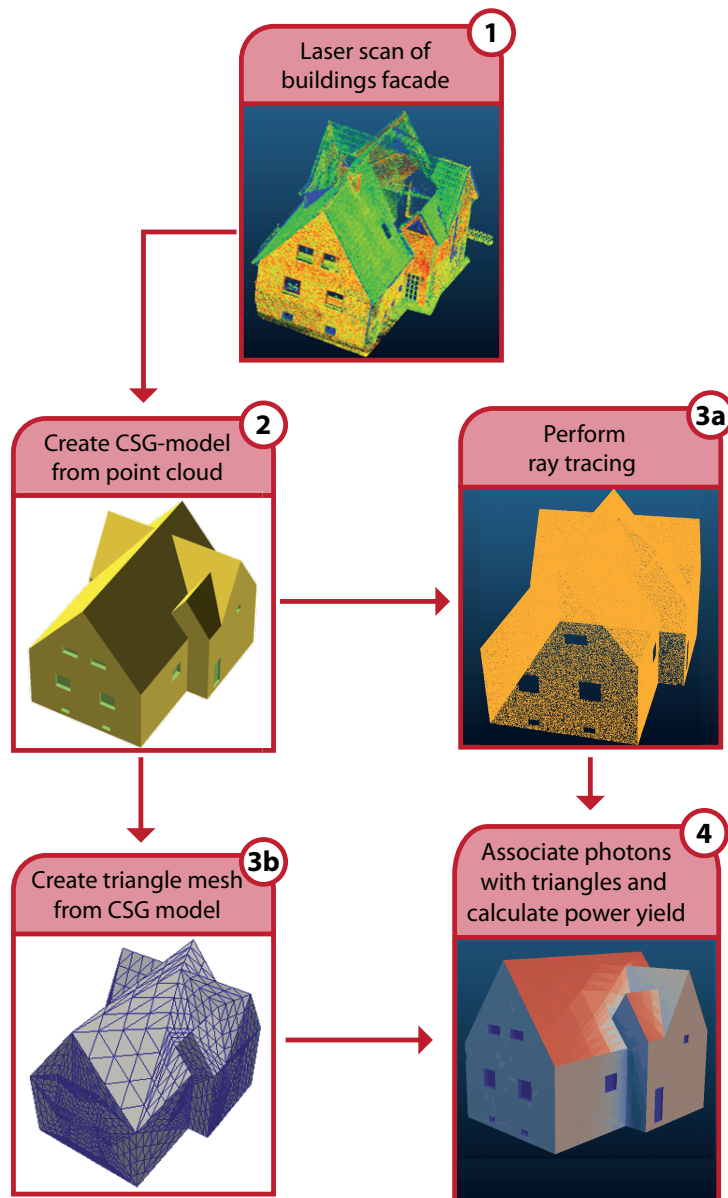 1
Laser scan of
buildings facade
2
Create CSG-model
from point cloud
3a
Perform
ray tracing
3b
Create triangle mesh
from CSG model
4
Associate photons
with triangles and
calculate power yield